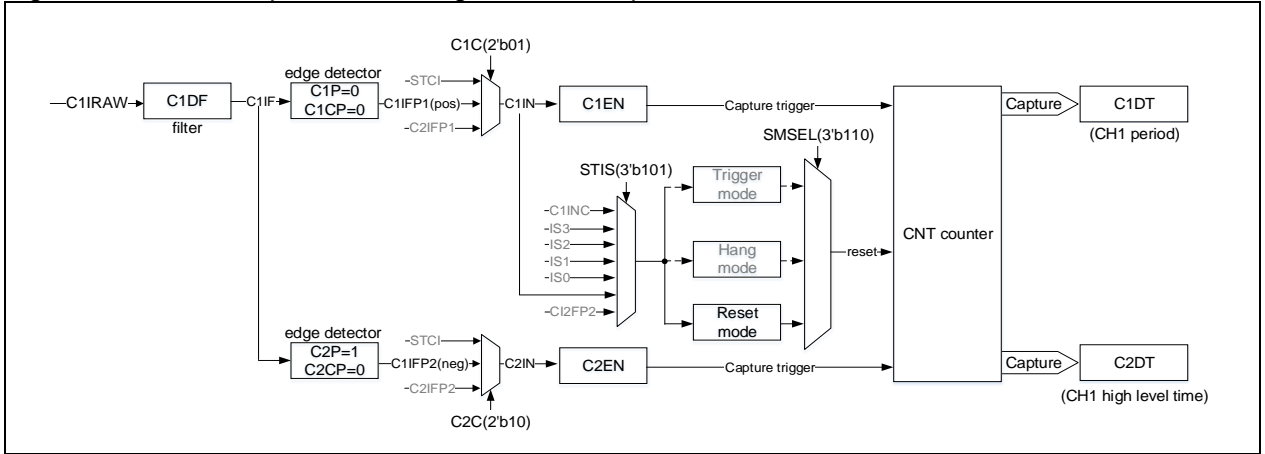 C1C(2'b01)
edge detector
C1P=0
C1CP=0
C1IRAW
C1DF
filter
C1IF
C1IFP1(pos)
STCI
C2IFP1
C1IN
C1EN
Capture trigger
Capture
C1DT
(CH1 period)
SMSEL(3'b110)
STIS(3'b101)
C1INC
IS3
IS2
IS1
IS0
CI2FP2
Trigger
mode
Hang
mode
Reset
mode
reset
CNT counter
edge detector
C2P=1
C2CP=0
STCI
C1IFP2(neg)
C2IFP2
C2IN
C2EN
Capture trigger
Capture
C2DT
(CH1 high level time)
C2C(2'b10)